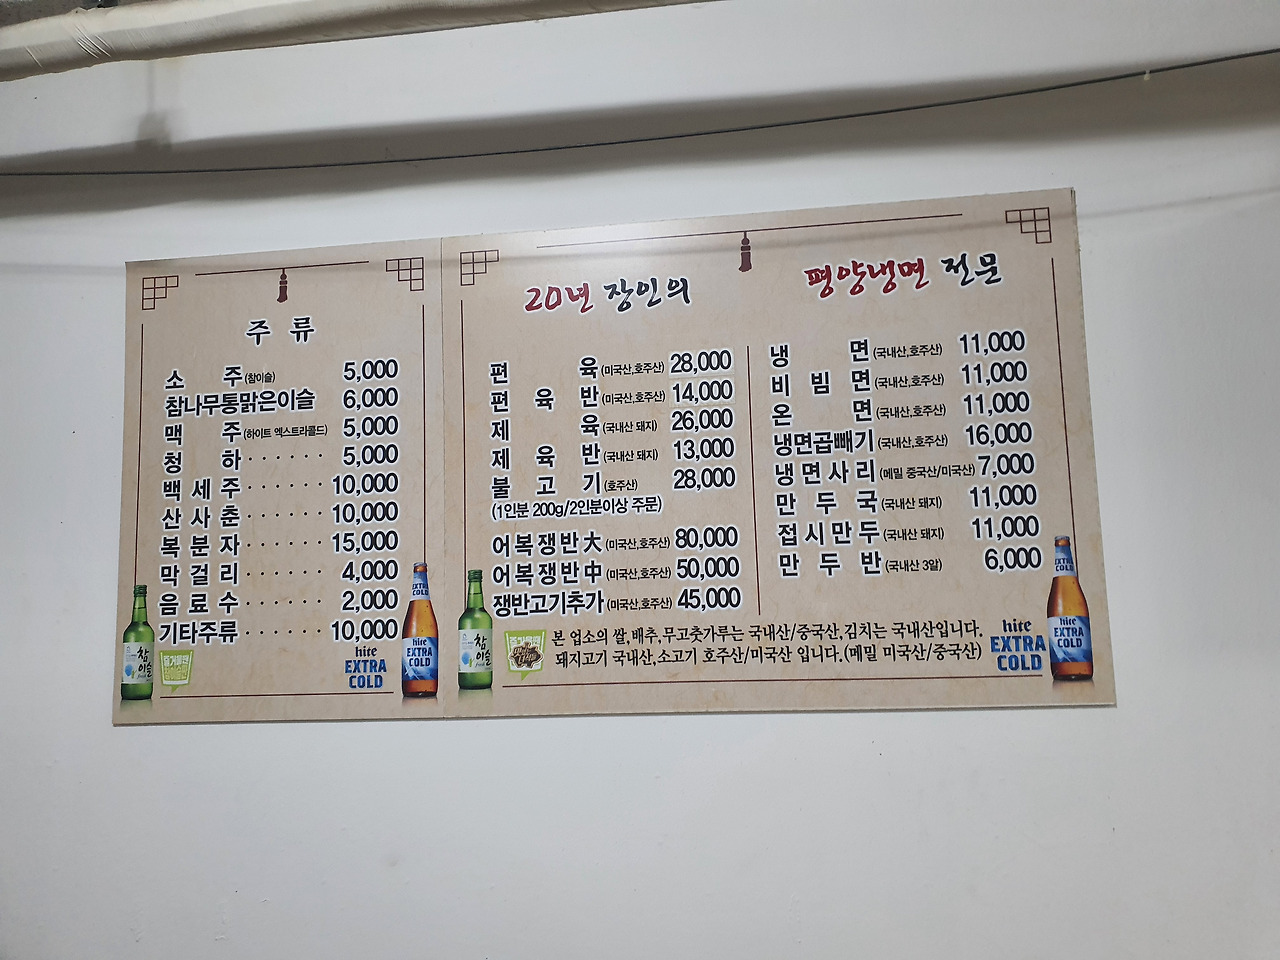 주 류
소 주 (참이슬) 5,000
참나무통맑은이슬 6,000
맥 주 (하이트 엑스트라콜드) 5,000
청 하 · · · · · · 5,000
백 세 주 · · · · · · 10,000
산 사 춘 · · · · · · 10,000
복 분 자 · · · · · · 15,000
막 걸 리 · · · · · · 4,000
음 료 수 · · · · · · 2,000
기타주류 · · · · · · 10,000
참이슬
hite
EXTRA
COLD
EXTRA
COLD
hite
EXTRA
COLD
20년 장인의
편 육 (미국산,호주산) 28,000
편 육 반 (미국산,호주산) 14,000
제 육 (국내산 돼지) 26,000
제 육 반 (국내산 돼지) 13,000
불 고 기 (호주산) 28,000
(1인분 200g/2인분이상 주문)
어복쟁반大 (미국산,호주산) 80,000
어복쟁반中 (미국산,호주산) 50,000
쟁반고기추가 (미국산,호주산) 45,000
평양냉면 전문
냉 면 (국내산,호주산) 11,000
비 빔 면 (국내산,호주산) 11,000
온 면 (국내산,호주산) 11,000
냉면곱빼기 (국내산,호주산) 16,000
냉면사리 (메밀 중국산/미국산) 7,000
만 두 국 (국내산 돼지) 11,000
접시만두 (국내산 돼지) 11,000
만 두 반 (국내산 3알) 6,000
참이슬
본 업소의 쌀,배추,무고춧가루는 국내산/중국산,김치는 국내산입니다.
돼지고기 국내산,소고기 호주산/미국산 입니다.(메밀 미국산/중국산)
hite
EXTRA
COLD
EXTRA
COLD
hite
EXTRA
COLD